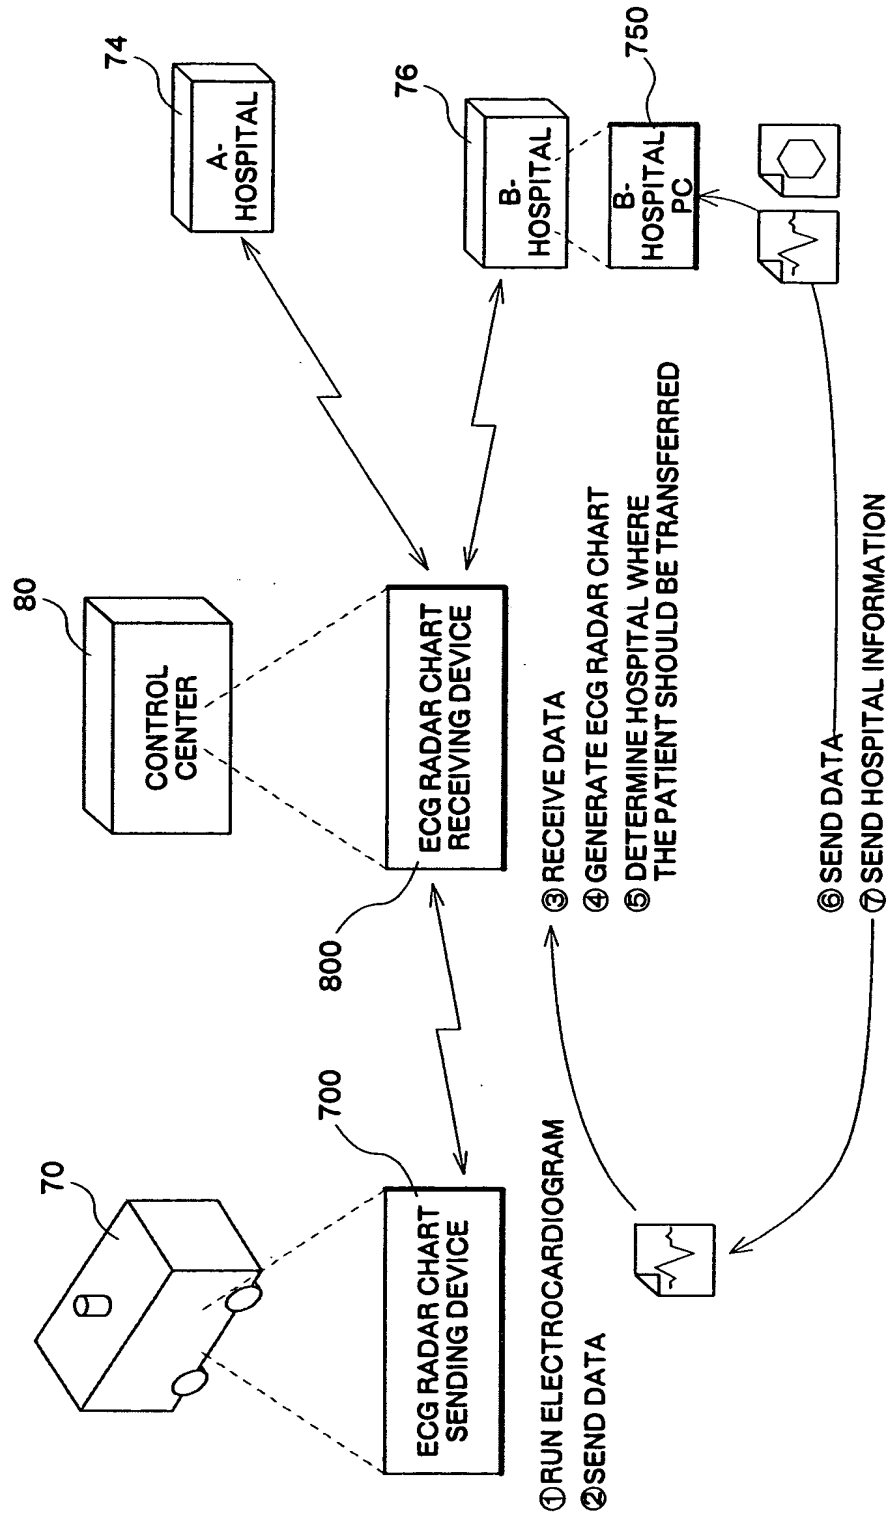 70
80
74
A-
HOSPITAL
76
B-
HOSPITAL
750
B-
HOSPITAL
PC
CONTROL
CENTER
700
ECG RADAR CHART
SENDING DEVICE
800
ECG RADAR CHART
RECEIVING DEVICE
① RUN ELECTROCARDIOGRAM
② SEND DATA
③ RECEIVE DATA
④ GENERATE ECG RADAR CHART
⑤ DETERMINE HOSPITAL WHERE
THE PATIENT SHOULD BE TRANSFERRED
⑥ SEND DATA
⑦ SEND HOSPITAL INFORMATION